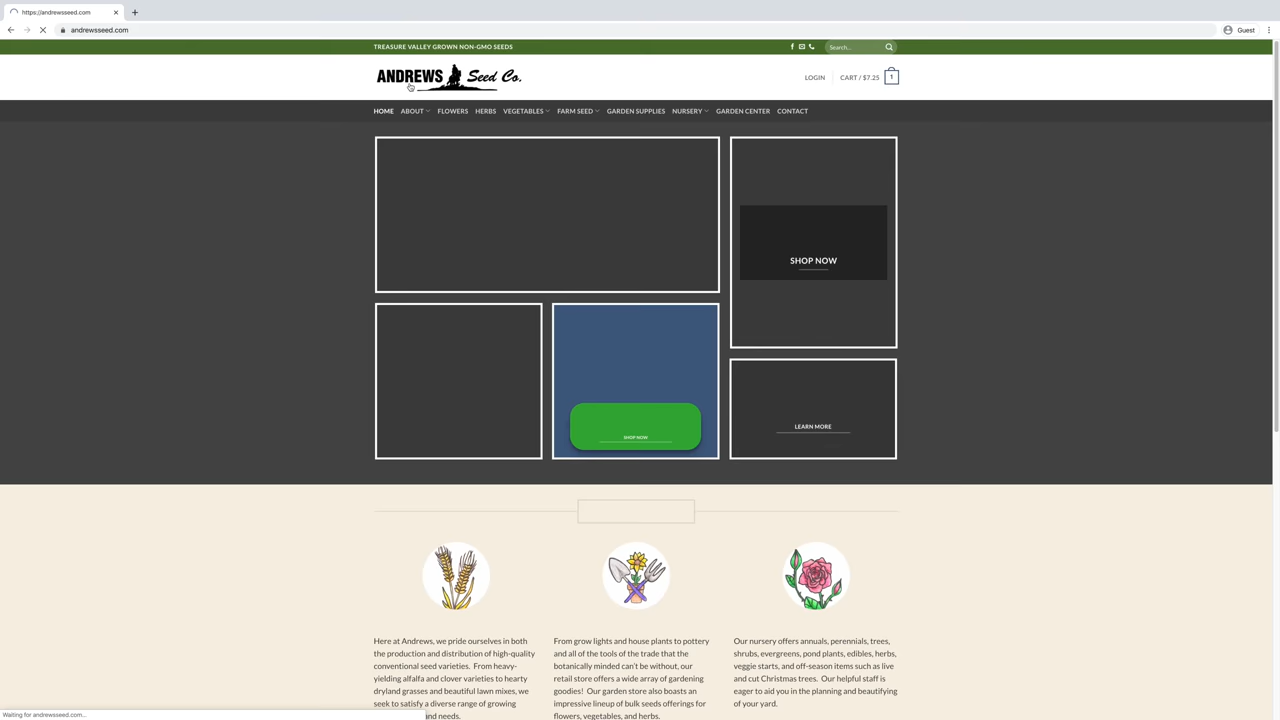 https://andrewsseed.com
andrewsseed.com
Guest
TREASURE VALLEY GROWN NON-GMO SEEDS
Search...
ANDREWS Seed Co.
LOGIN
CART / $7.25
1
HOME ABOUT FLOWERS HERBS VEGETABLES FARM SEED GARDEN SUPPLIES NURSERY GARDEN CENTER CONTACT
SHOP NOW
SHOP NOW
LEARN MORE
Here at Andrews, we pride ourselves in both
the production and distribution of high-quality
conventional seed varieties. From heavy-
yielding alfalfa and clover varieties to hearty
dryland grasses and beautiful lawn mixes, we
seek to satisfy a diverse range of growing
and needs.
From grow lights and house plants to pottery
and all of the tools of the trade that the
botanically minded can't be without, our
retail store offers a wide array of gardening
goodies! Our garden store also boasts an
impressive lineup of bulk seeds offerings for
flowers, vegetables, and herbs.
Our nursery offers annuals, perennials, trees,
shrubs, evergreens, pond plants, edibles, herbs,
veggie starts, and off-season items such as live
and cut Christmas trees. Our helpful staff is
eager to aid you in the planning and beautifying
of your yard.
Waiting for andrewsseed.com...